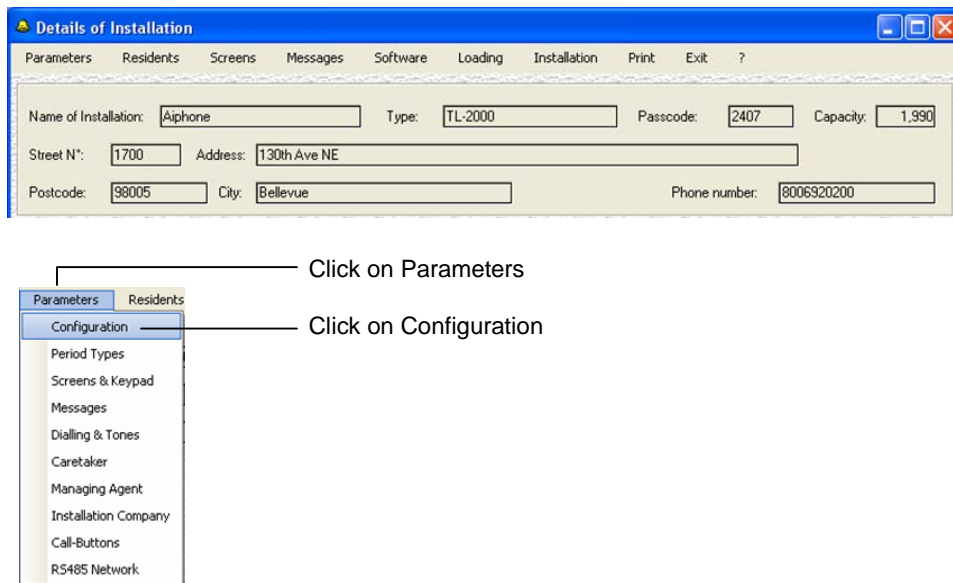 Details of Installation
Parameters Residents Screens Messages Software Loading Installation Print Exit ?
Name of Installation: Aiphone Type: TL-2000 Passcode: 2407 Capacity: 1,990
Street N°: 1700 Address: 130th Ave NE
Postcode: 98005 City: Bellevue Phone number: 8006920200
Click on Parameters
Parameters Residents
Configuration Click on Configuration
Period Types
Screens & Keypad
Messages
Dialling & Tones
Caretaker
Managing Agent
Installation Company
Call-Buttons
RS485 Network